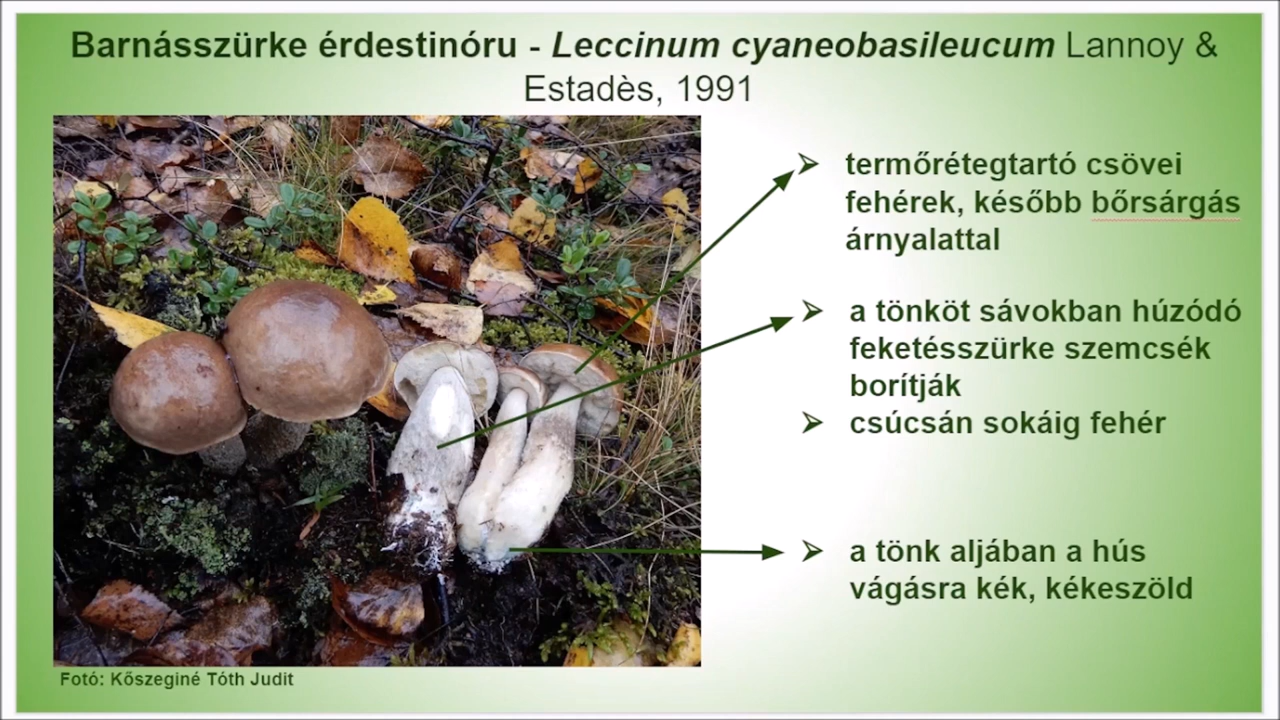 Barnásszürke érdestinóru - Leccinum cyaneobasileucum Lannoy &
Estadès, 1991
termőrétegtartó csövei
fehérek, később bőrsárgás
árnyalattal
a tönköt sávokban húzódó
feketésszürke szemcsék
borítják
csúcsán sokáig fehér
a tönk aljában a hús
vágásra kék, kékeszöld
Fotó: Kőszeginé Tóth Judit